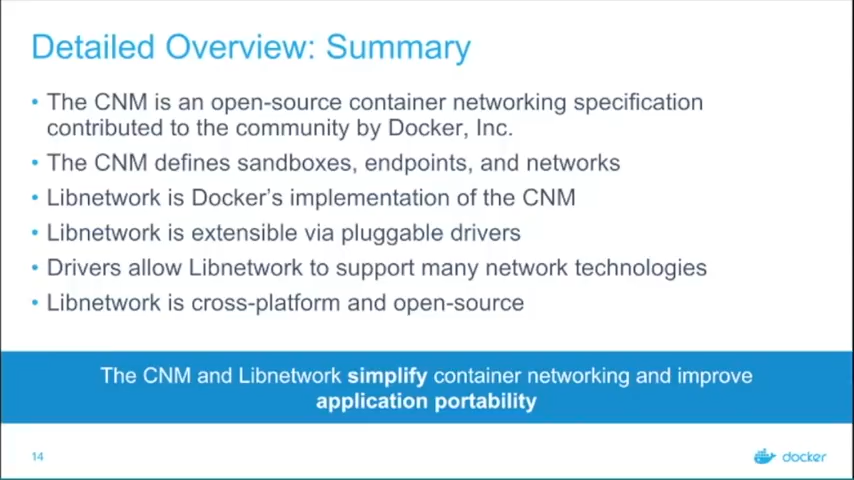 Detailed Overview: Summary
• The CNM is an open-source container networking specification
contributed to the community by Docker, Inc.
• The CNM defines sandboxes, endpoints, and networks
• Libnetwork is Docker’s implementation of the CNM
• Libnetwork is extensible via pluggable drivers
• Drivers allow Libnetwork to support many network technologies
• Libnetwork is cross-platform and open-source
The CNM and Libnetwork simplify container networking and improve
application portability
14
docker